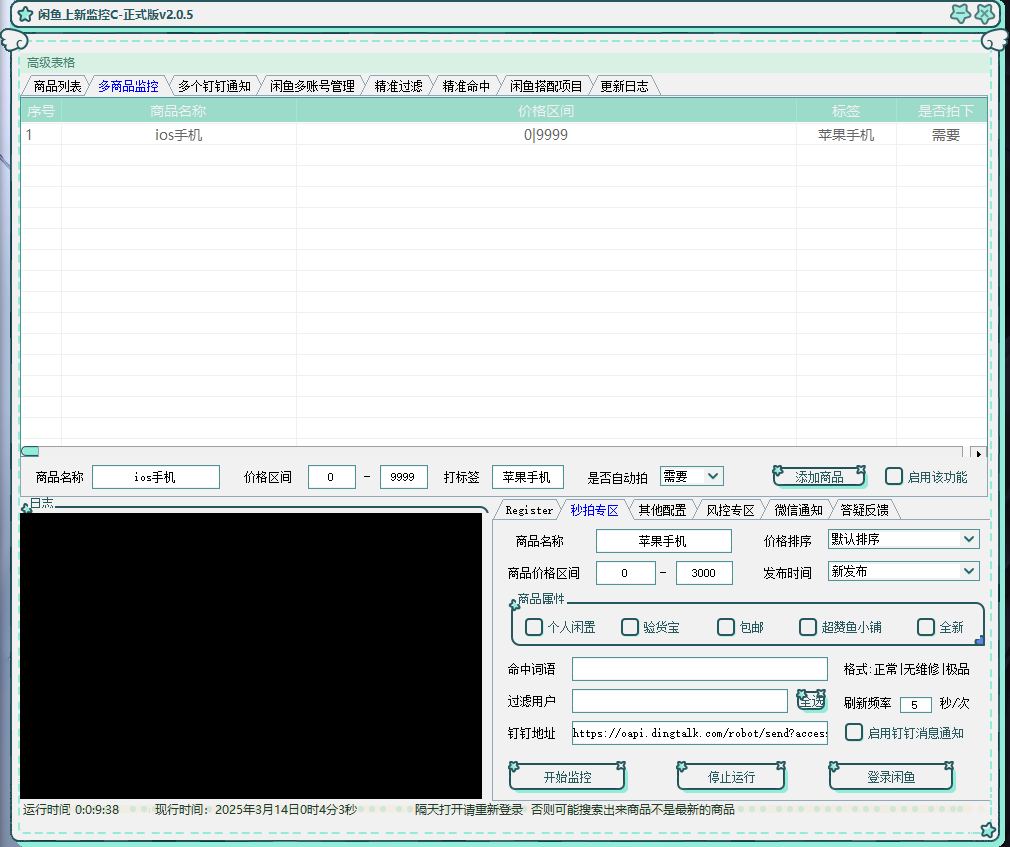 闲鱼上新监控C-正式版v2.0.5
高级表格
商品列表 多商品监控 多个钉钉通知 闲鱼多账号管理 精准过滤 精准命中 闲鱼搭配项目 更新日志
序号 商品名称 价格区间 标签 是否拍下
1 ios手机 0|9999 苹果手机 需要
商品名称 ios手机 价格区间 0 - 9999 打标签 苹果手机 是否自动拍 需要 添加商品 启用该功能
日志
Register 秒拍专区 其他配置 风控专区 微信通知 答疑反馈
商品名称 苹果手机 价格排序 默认排序
商品价格区间 0 - 3000 发布时间 新发布
商品属性
个人闲置 验货宝 包邮 超赞鱼小铺 全新
命中词语 格式:正常|无维修|极品
过滤用户 全选 刷新频率 5 秒/次
钉钉地址 https://oapi.dingtalk.com/robot/send?access 启用钉钉消息通知
开始监控 停止运行 登录闲鱼
运行时间 0:0:9:38 现行时间：2025年3月14日0时4分3秒 隔天打开请重新登录 否则可能搜索出来商品不是最新的商品